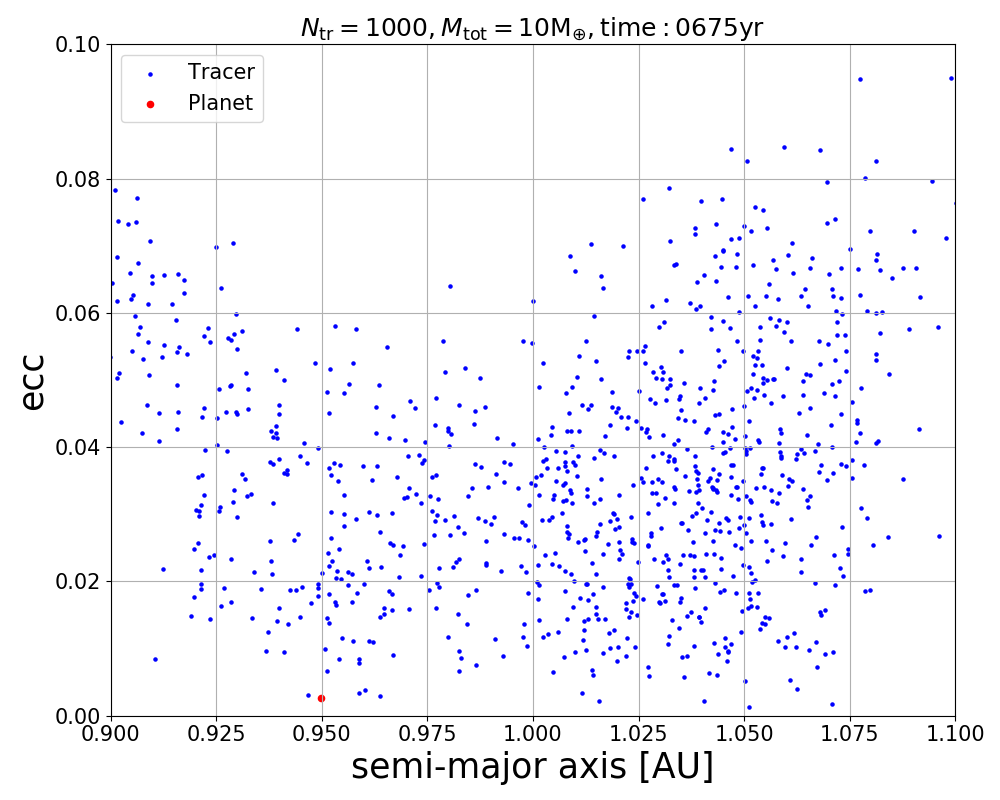 N_tr = 1000, M_tot = 10M_⊕, time : 0675yr
Tracer
Planet
ecc
0.10
0.08
0.06
0.04
0.02
0.00
0.900 0.925 0.950 0.975 1.000 1.025 1.050 1.075 1.100
semi-major axis [AU]